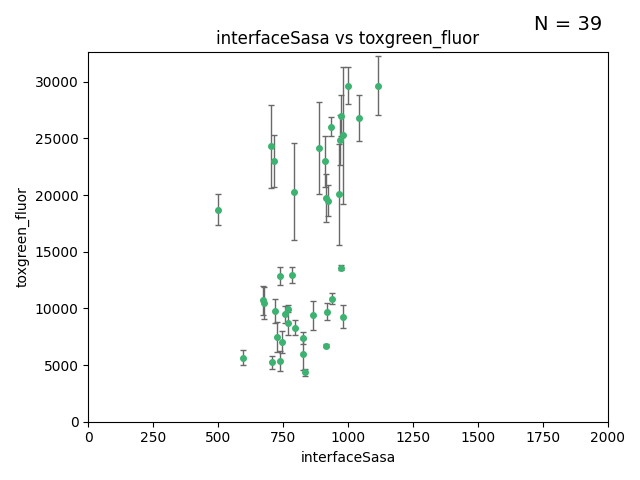 N = 39
interfaceSasa vs toxgreen_fluor
30000
25000
20000
15000
10000
5000
0
toxgreen_fluor
0 250 500 750 1000 1250 1500 1750 2000
interfaceSasa